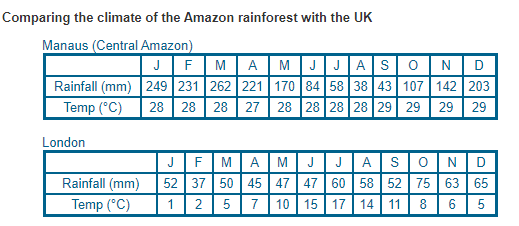 Comparing the climate of the Amazon rainforest with the UK
Manaus (Central Amazon)
J F M A M J J A S O N D
Rainfall (mm) 249 231 262 221 170 84 58 38 43 107 142 203
Temp (°C) 28 28 28 27 28 28 28 28 29 29 29 29
London
J F M A M J J A S O N D
Rainfall (mm) 52 37 50 45 47 47 60 58 52 75 63 65
Temp (°C) 1 2 5 7 10 15 17 14 11 8 6 5